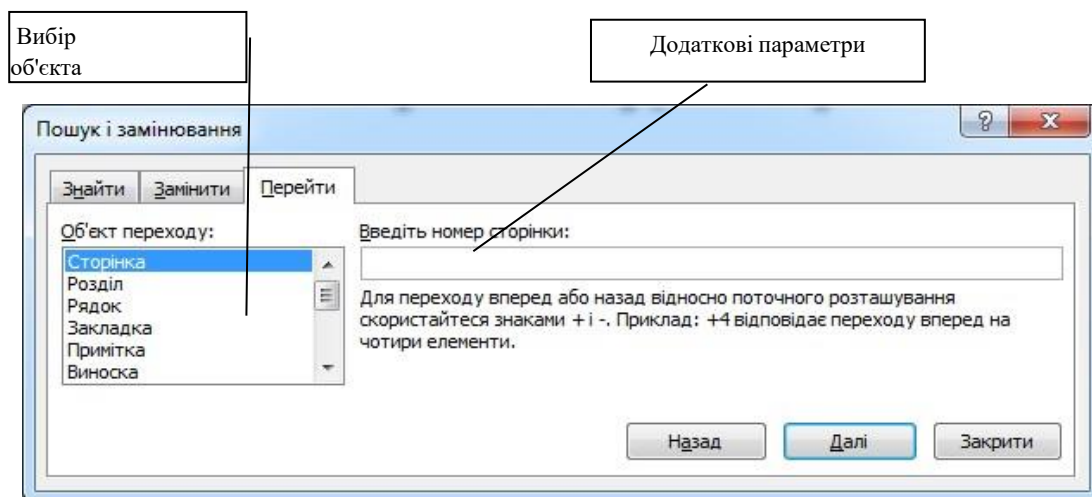 Вибір
об'єкта
Додаткові параметри
Пошук і замінювання
Знайти Замінити Перейти
Об'єкт переходу:
Введіть номер сторінки:
Сторінка
Розділ
Рядок
Закладка
Примітка
Виноска
Для переходу вперед або назад відносно поточного розташування
скористайтеся знаками + і -. Приклад: +4 відповідає переходу вперед на
чотири елементи.
Назад Далі Закрити